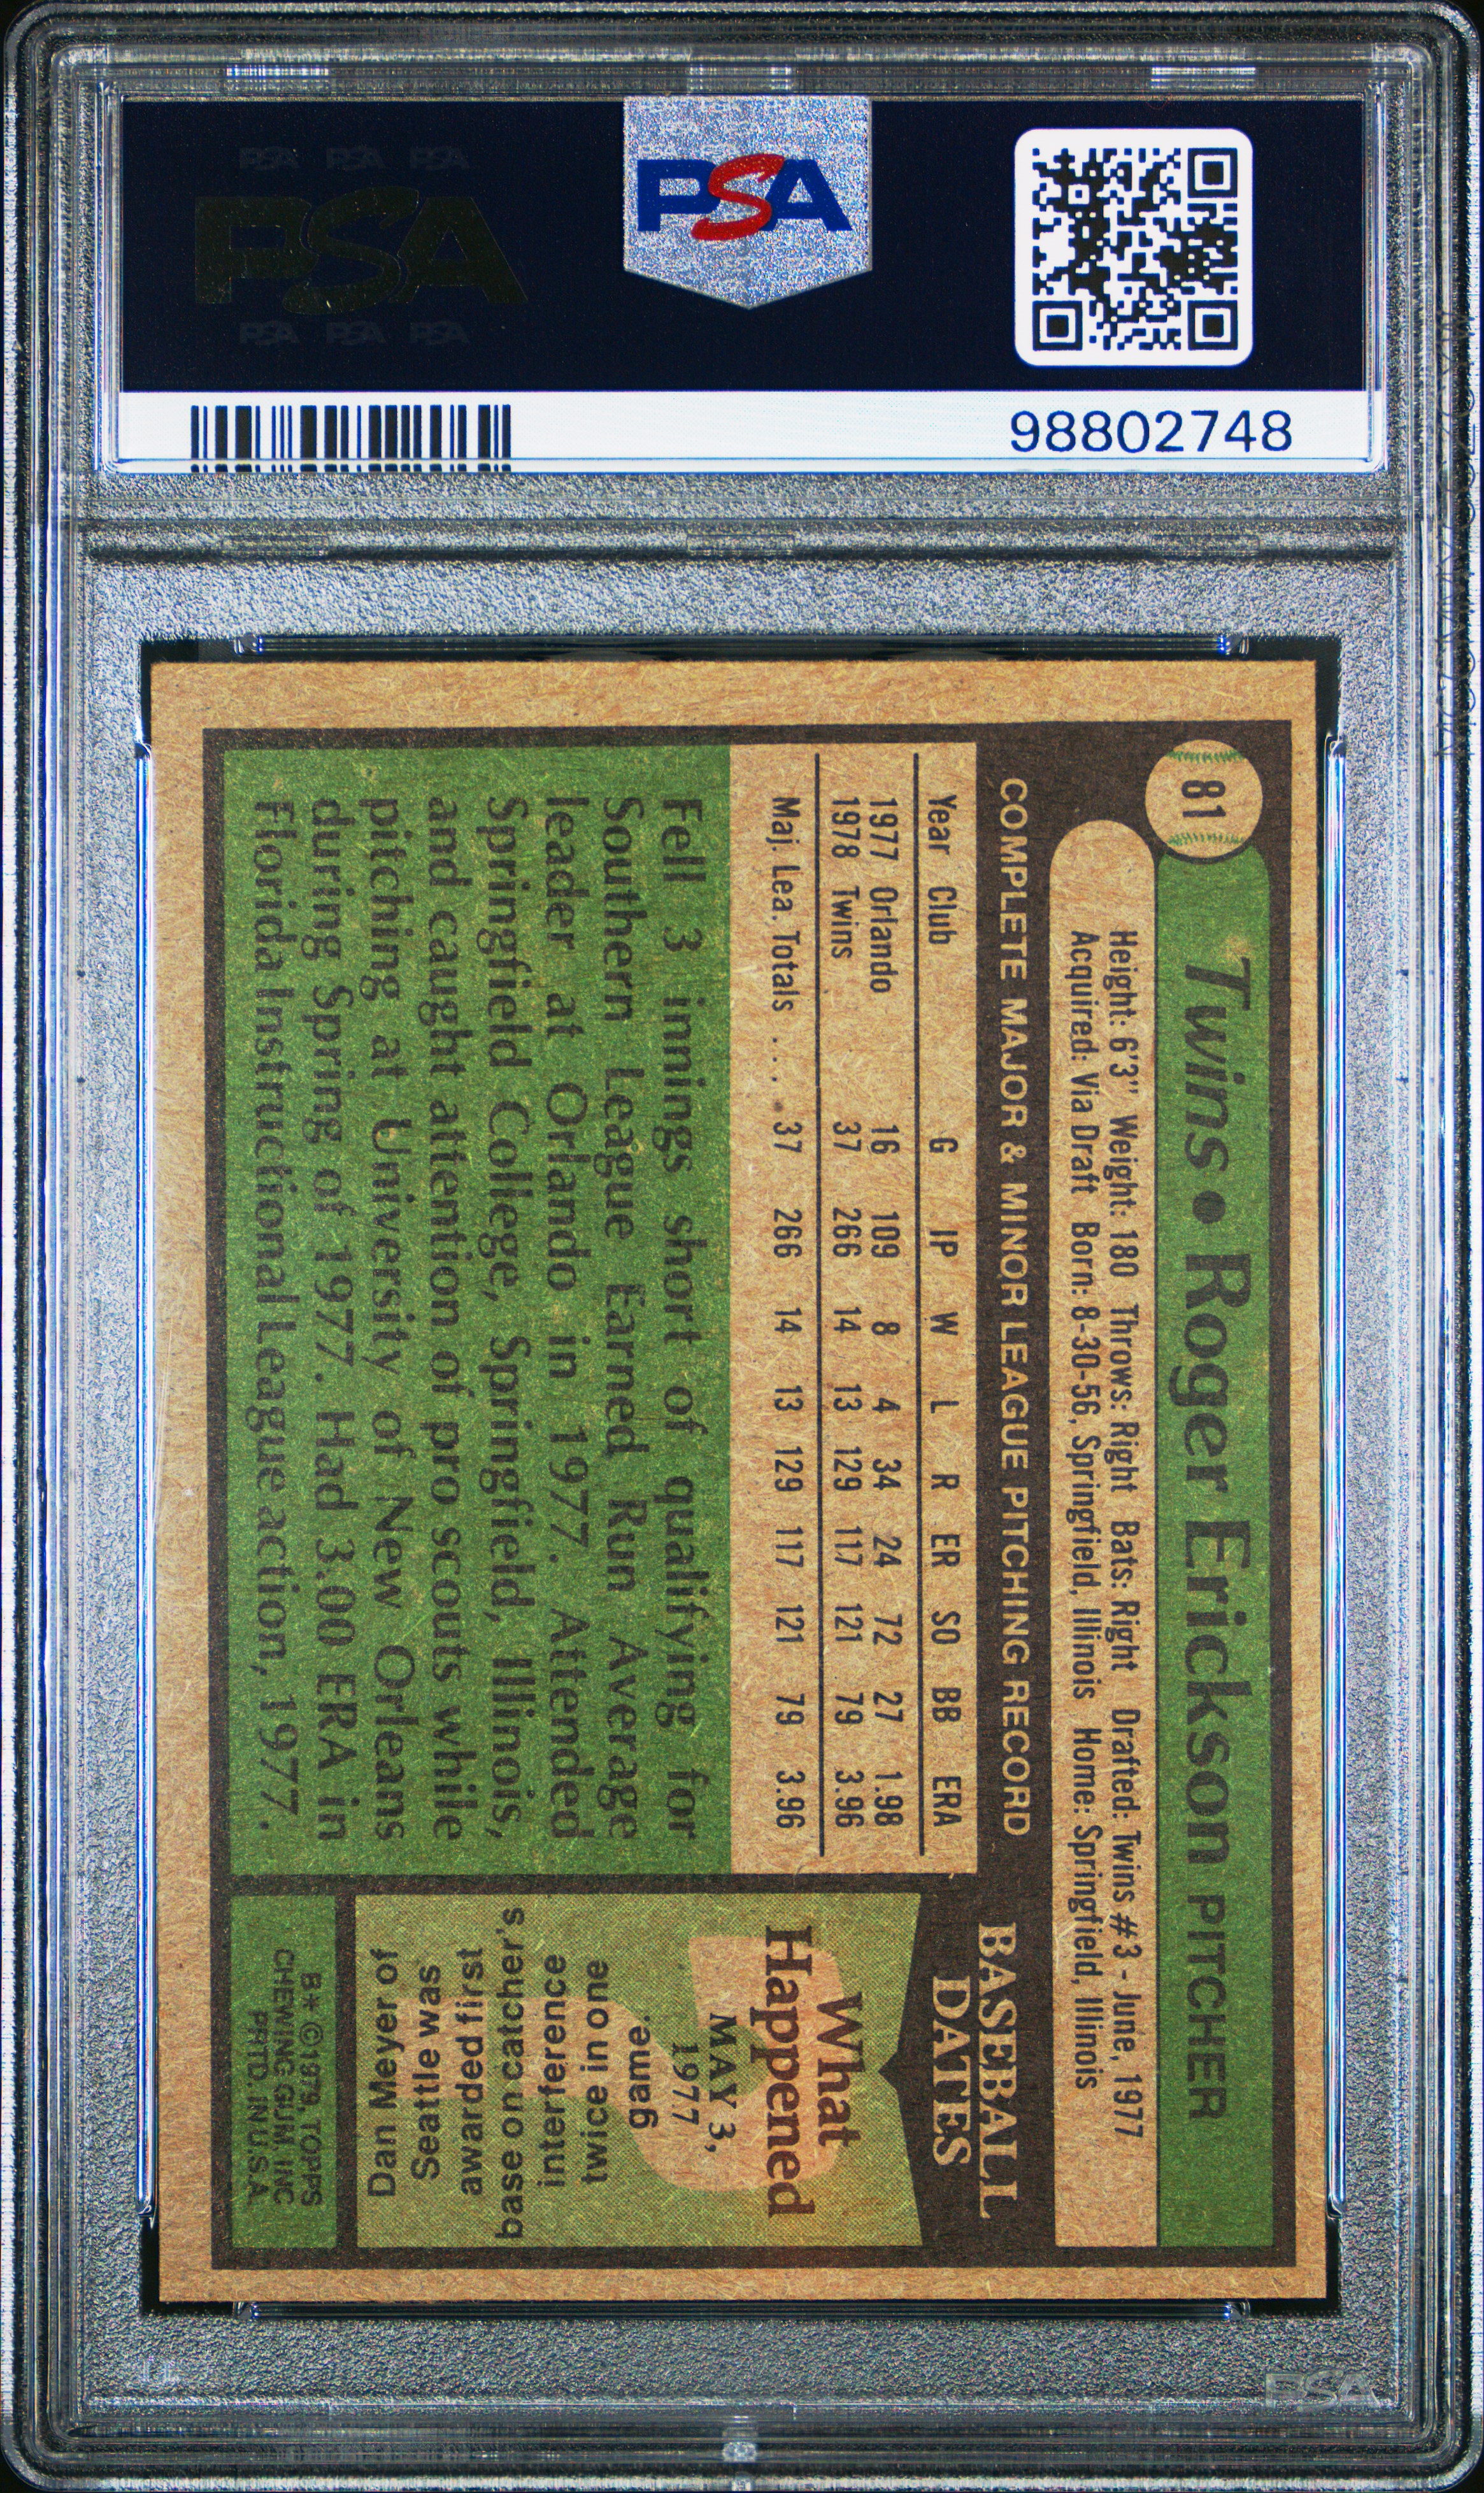 PSA PSA PSA
PSA
PSA PSA PSA
PSA
98802748
81
Twins • Roger Erickson PITCHER
Height: 6'3" Weight: 180 Throws: Right Bats: Right Drafted: Twins #3 - June, 1977
Acquired: Via Draft Born: 8-30-56, Springfield, Illinois Home: Springfield, Illinois
COMPLETE MAJOR & MINOR LEAGUE PITCHING RECORD
Year Club G IP W L R ER SO BB ERA
1977 Orlando 16 109 8 4 34 24 72 27 1.98
1978 Twins 37 266 14 13 129 117 121 79 3.96
Maj. Lea. Totals .... 37 266 14 13 129 117 121 79 3.96
Fell 3 innings short of qualifying for
Southern League Earned Run Average
leader at Orlando in 1977. Attended
Springfield College, Springfield, Illinois,
and caught attention of pro scouts while
pitching at University of New Orleans
during Spring of 1977. Had 3.00 ERA in
Florida Instructional League action, 1977.
BASEBALL
DATES
What
Happened
MAY 3,
1977
game.
twice in one
interference
base on catcher's
awarded first
Seattle was
Dan Meyer of
B* ©1979, TOPPS
CHEWING GUM, INC
PRTD. IN U.S.A.
PSA